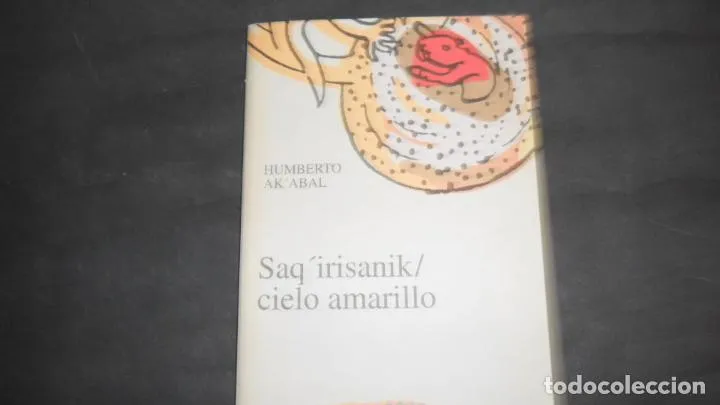 HUMBERTO
AK´ABAL
Saq´irisanik/
cielo amarillo
todocoleccion